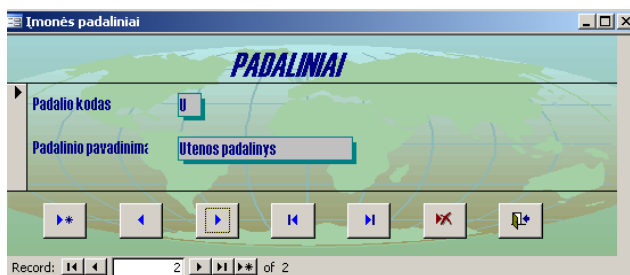 Įmonės padaliniai
PADALINIAI
Padalio kodas U
Padalinio pavadinima Utenos padalinys
Record: 2 of 2